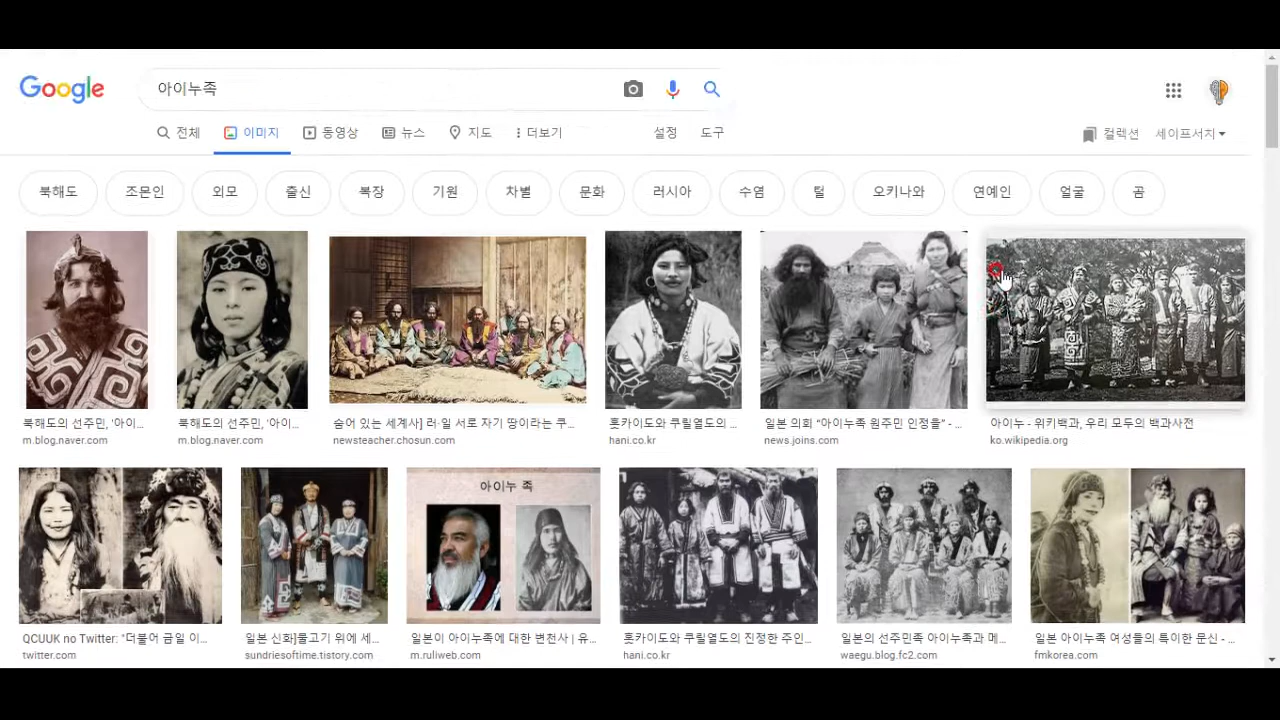 Google
아이누족
전체
이미지
동영상
뉴스
지도
더보기
설정
도구
컬렉션
세이프서치
북해도
조몬인
외모
출신
복장
기원
차별
문화
러시아
수염
털
오키나와
연예인
얼굴
곰
북해도의 선주민, '아이...
m.blog.naver.com
북해도의 선주민, '아이...
m.blog.naver.com
숨어 있는 세계사] 러·일 서로 자기 땅이라는 쿠...
newsteacher.chosun.com
홋카이도와 쿠릴열도의 ...
hani.co.kr
일본 의회 “아이누족 원주민 인정을” - ...
news.joins.com
아이누 - 위키백과, 우리 모두의 백과사전
ko.wikipedia.org
아이누 족
QCUUK no Twitter: "더불어 금일 이...
twitter.com
일본 신화]물고기 위에 세...
sundriesoftime.tistory.com
일본이 아이누족에 대한 변천사 | 유...
m.ruliweb.com
홋카이도와 쿠릴열도의 진정한 주인...
hani.co.kr
일본의 선주민족 아이누족과 메...
waegu.blog.fc2.com
일본 아이누족 여성들의 특이한 문신 - ...
fmkorea.com